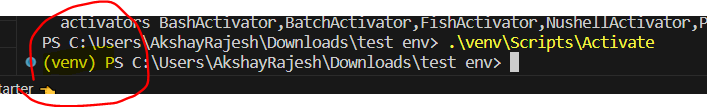 activators BashActivator,BatchActivator,FishActivator,NushellActivator,P
PS C:\Users\AkshayRajesh\Downloads\test env> .\venv\Scripts\Activate
(venv) PS C:\Users\AkshayRajesh\Downloads\test env>
tarter